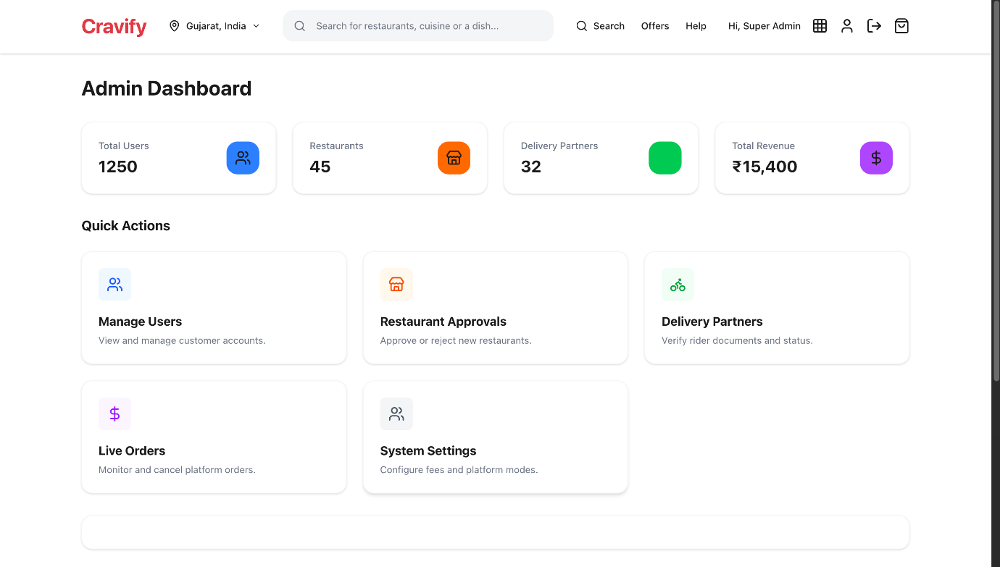 Cravify
Gujarat, India
Search for restaurants, cuisine or a dish...
Search
Offers
Help
Hi, Super Admin
Admin Dashboard
Total Users
1250
Restaurants
45
Delivery Partners
32
Total Revenue
₹15,400
Quick Actions
Manage Users
View and manage customer accounts.
Restaurant Approvals
Approve or reject new restaurants.
Delivery Partners
Verify rider documents and status.
Live Orders
Monitor and cancel platform orders.
System Settings
Configure fees and platform modes.